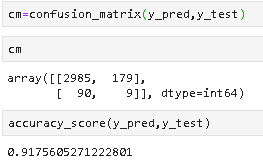 cm=confusion_matrix(y_pred,y_test)
cm
array([[2985, 179],
[ 90, 9]], dtype=int64)
accuracy_score(y_pred,y_test)
0.9175605271222801